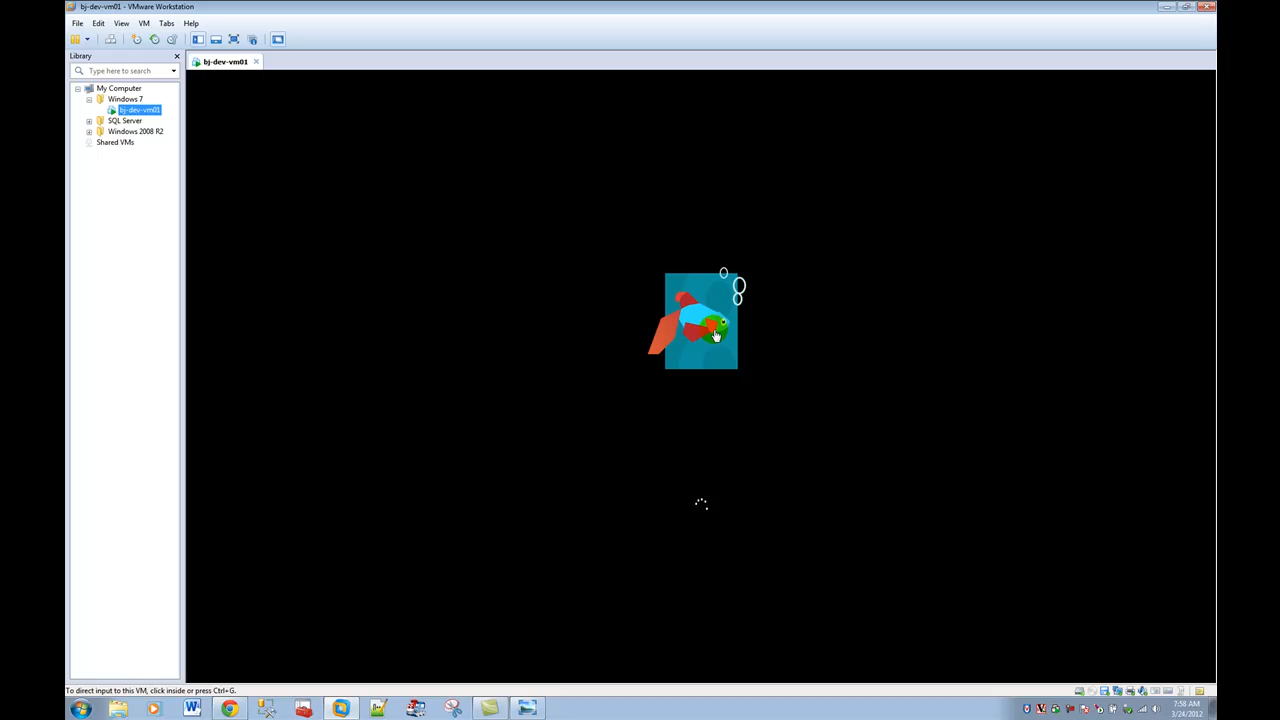 bj-dev-vm01 - VMware Workstation
File Edit View VM Tabs Help
Library
Type here to search
bj-dev-vm01
My Computer
Windows 7
bj-dev-vm01
SQL Server
Windows 2008 R2
Shared VMs
To direct input to this VM, click inside or press Ctrl+G.
7:58 AM
3/24/2012